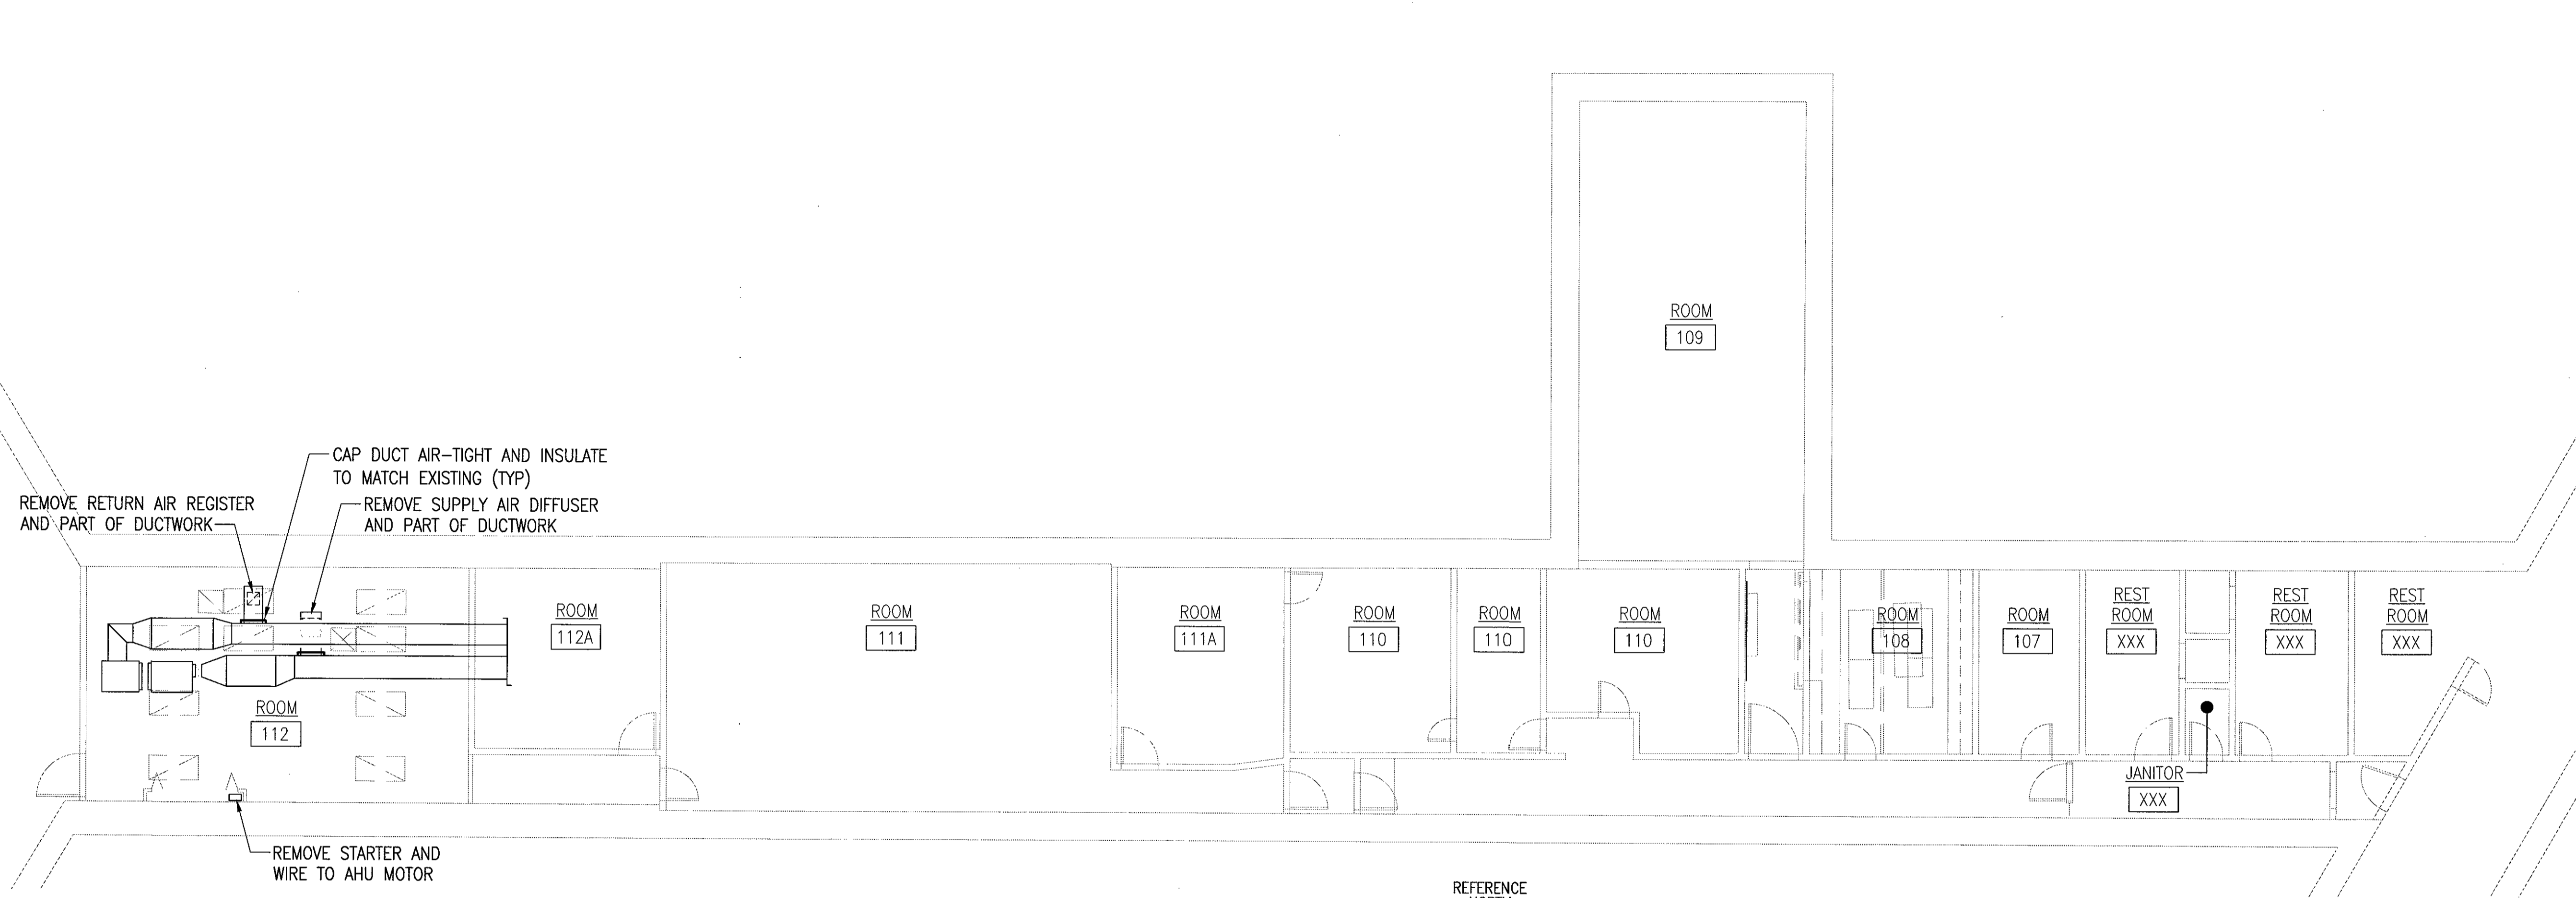 ROOM
109
CAP DUCT AIR-TIGHT AND INSULATE
TO MATCH EXISTING (TYP)
REMOVE RETURN AIR REGISTER
AND PART OF DUCTWORK
REMOVE SUPPLY AIR DIFFUSER
AND PART OF DUCTWORK
ROOM
112A
ROOM
111
ROOM
111A
ROOM
110
ROOM
110
ROOM
110
ROOM
108
ROOM
107
REST
ROOM
XXX
REST
ROOM
XXX
REST
ROOM
XXX
ROOM
112
JANITOR
XXX
REMOVE STARTER AND
WIRE TO AHU MOTOR
REFERENCE